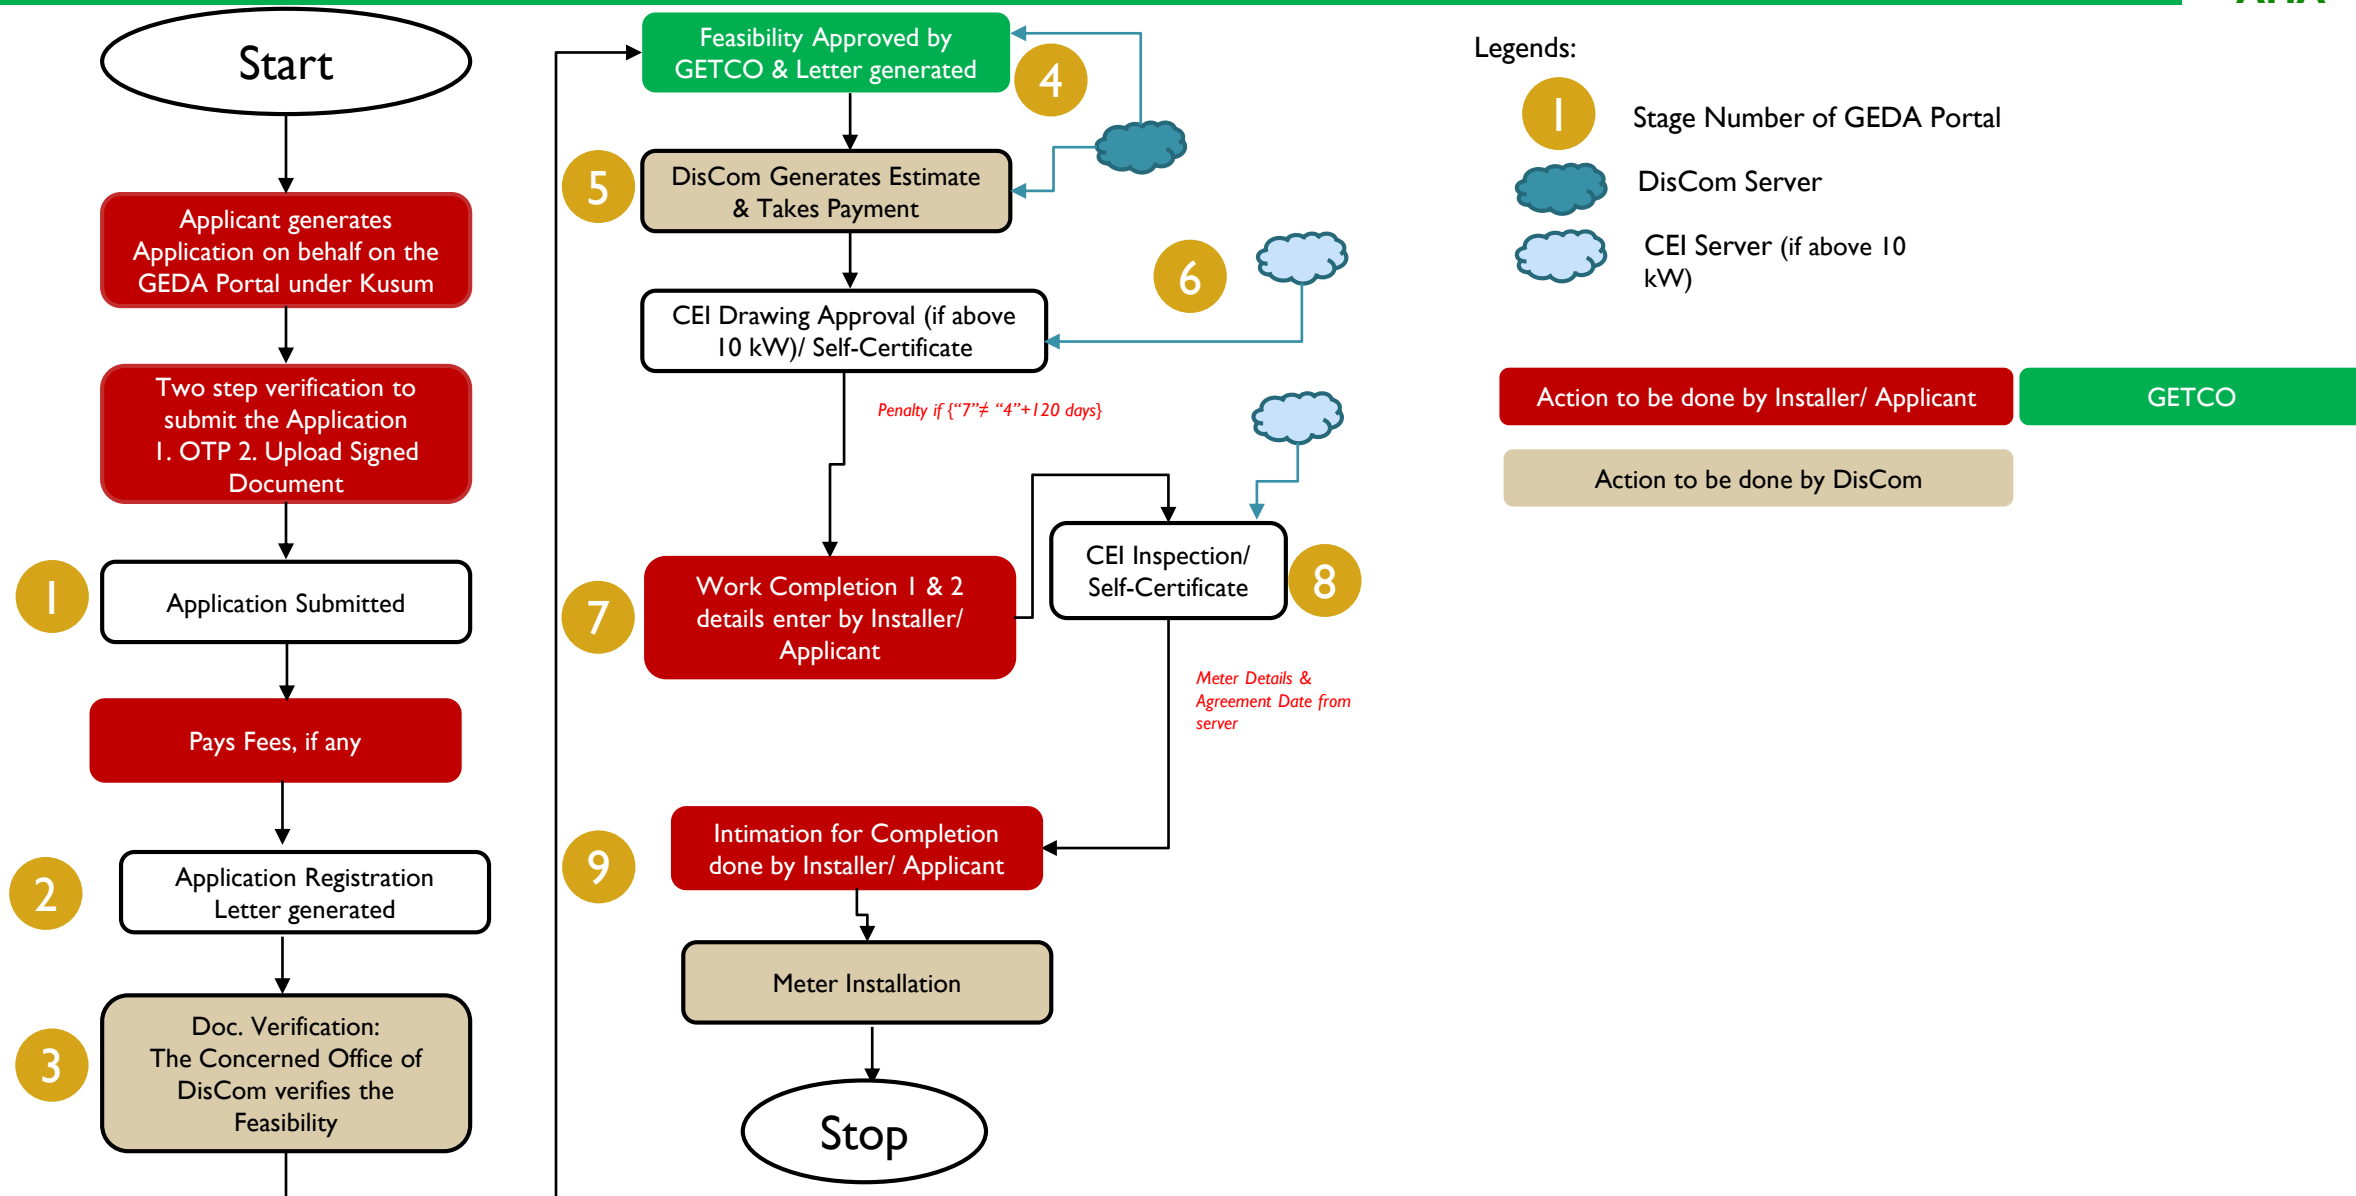 Start
Applicant generates
Application on behalf on the
GEDA Portal under Kusum
Two step verification to
submit the Application
1. OTP 2. Upload Signed
Document
1
Application Submitted
Pays Fees, if any
2
Application Registration
Letter generated
3
Doc. Verification:
The Concerned Office of
DisCom verifies the
Feasibility
Feasibility Approved by
GETCO & Letter generated
4
5
DisCom Generates Estimate
& Takes Payment
6
CEI Drawing Approval (if above
10 kW)/ Self-Certificate
Penalty if {“7”≠ “4”+120 days}
7
Work Completion 1 & 2
details enter by Installer/
Applicant
CEI Inspection/
Self-Certificate
8
Meter Details &
Agreement Date from
server
9
Intimation for Completion
done by Installer/ Applicant
Meter Installation
Stop
Legends:
1
Stage Number of GEDA Portal
DisCom Server
CEI Server (if above 10
kW)
Action to be done by Installer/ Applicant
GETCO
Action to be done by DisCom